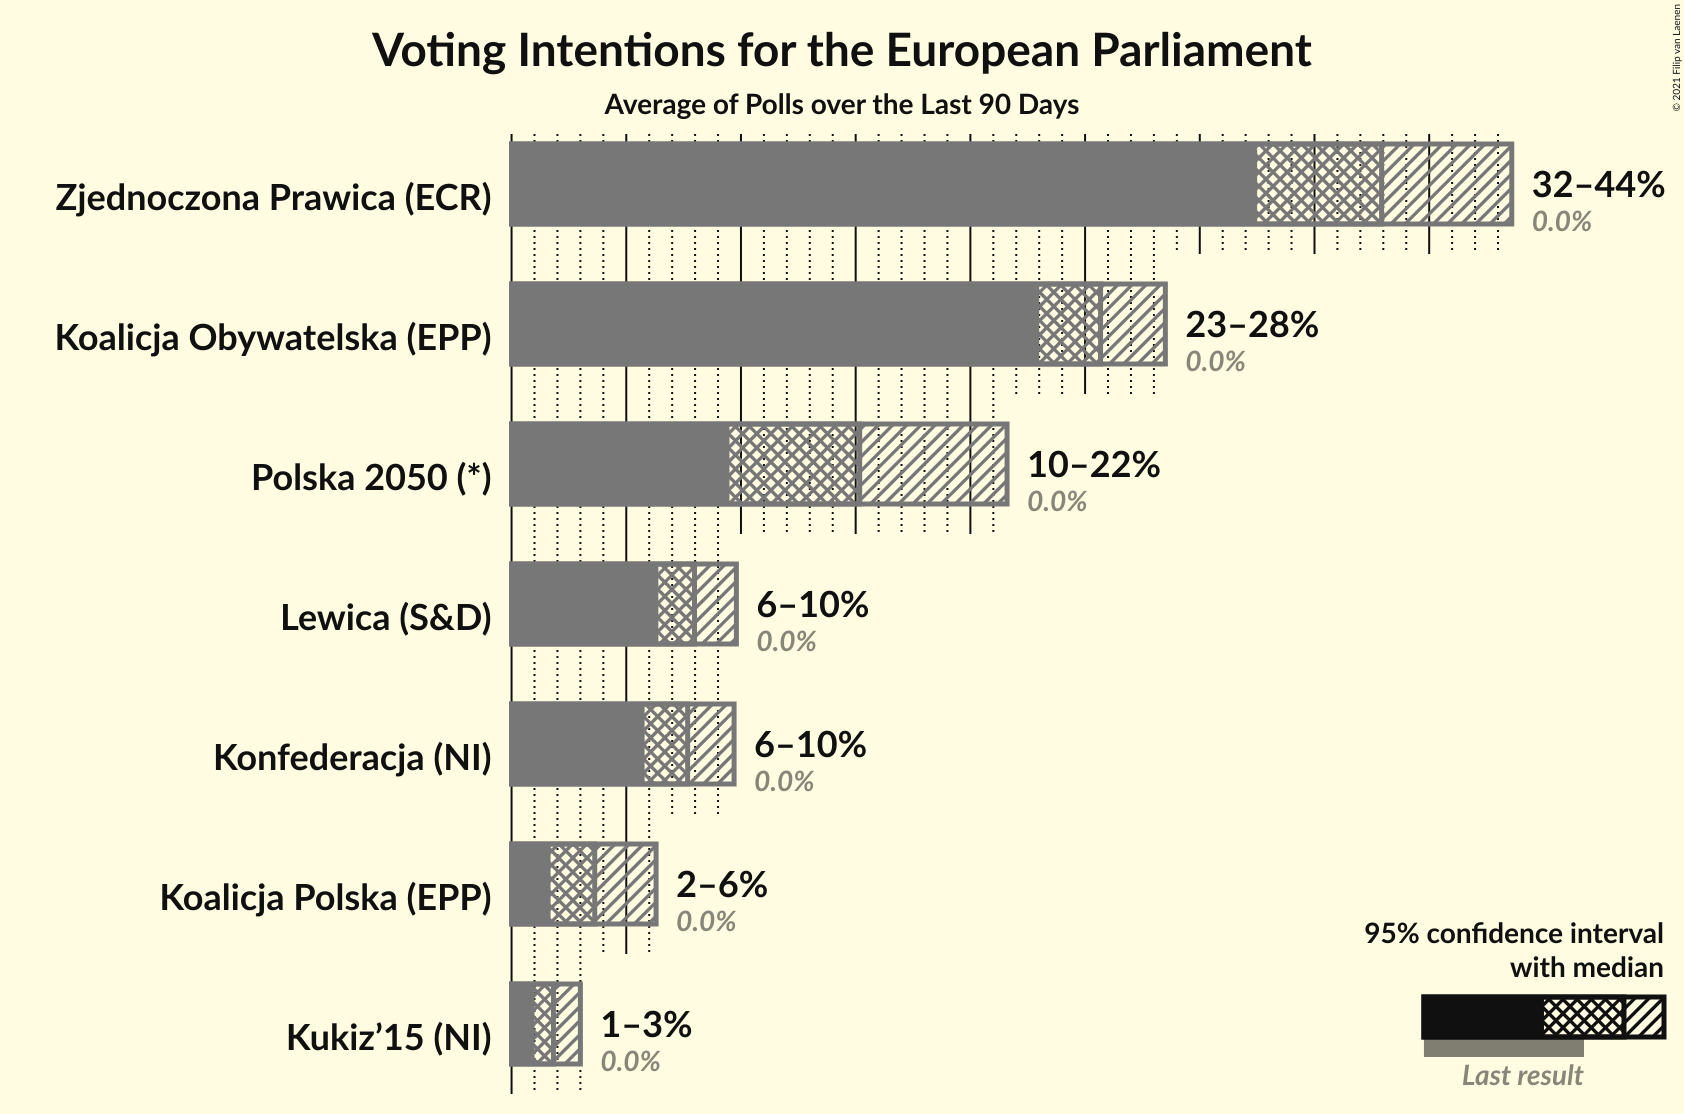 Voting Intentions for the European Parliament
Average of Polls over the Last 90 Days
© 2021 Filip van Laenen
Zjednoczona Prawica (ECR)
32–44%
0.0%
Koalicja Obywatelska (EPP)
23–28%
0.0%
Polska 2050 (*)
10–22%
0.0%
Lewica (S&D)
6–10%
0.0%
Konfederacja (NI)
6–10%
0.0%
Koalicja Polska (EPP)
2–6%
0.0%
Kukiz’15 (NI)
1–3%
0.0%
95% confidence interval
with median
Last result